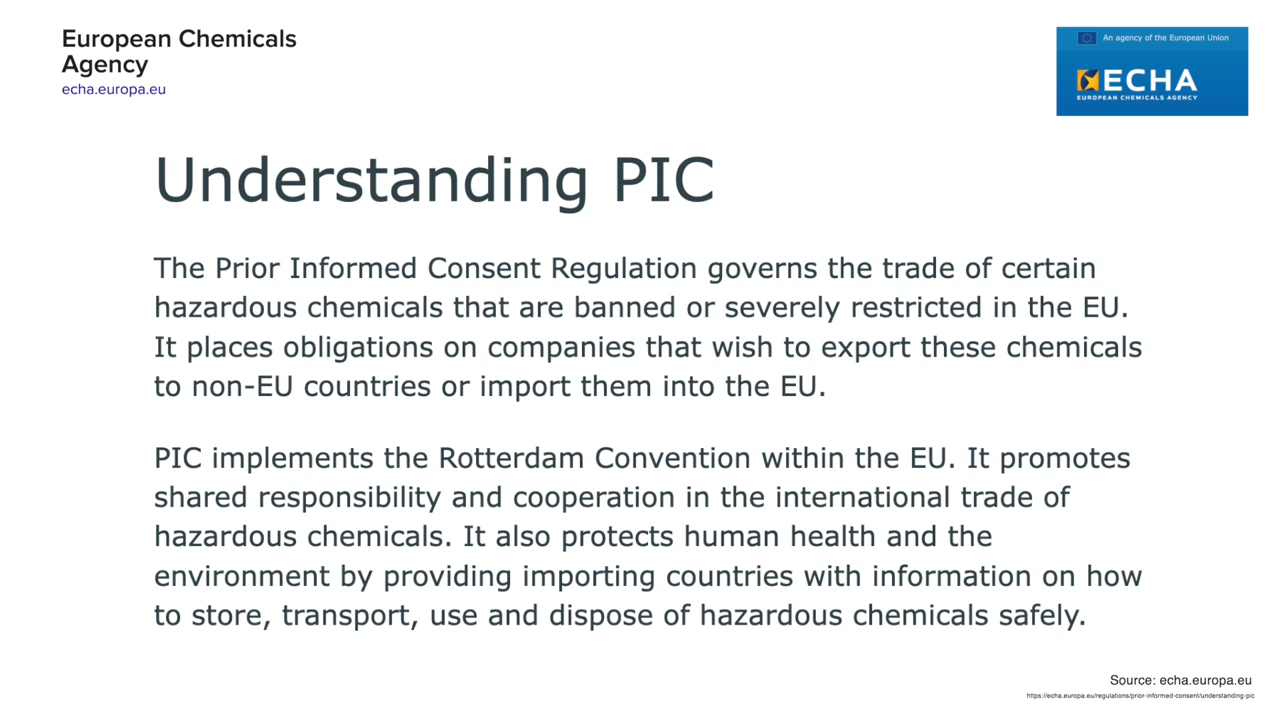 European Chemicals
Agency
echa.europa.eu
An agency of the European Union
ECHA
EUROPEAN CHEMICALS AGENCY
Understanding PIC
The Prior Informed Consent Regulation governs the trade of certain
hazardous chemicals that are banned or severely restricted in the EU.
It places obligations on companies that wish to export these chemicals
to non-EU countries or import them into the EU.
PIC implements the Rotterdam Convention within the EU. It promotes
shared responsibility and cooperation in the international trade of
hazardous chemicals. It also protects human health and the
environment by providing importing countries with information on how
to store, transport, use and dispose of hazardous chemicals safely.
Source: echa.europa.eu
https://echa.europa.eu/regulations/prior-informed-consent/understanding-pic